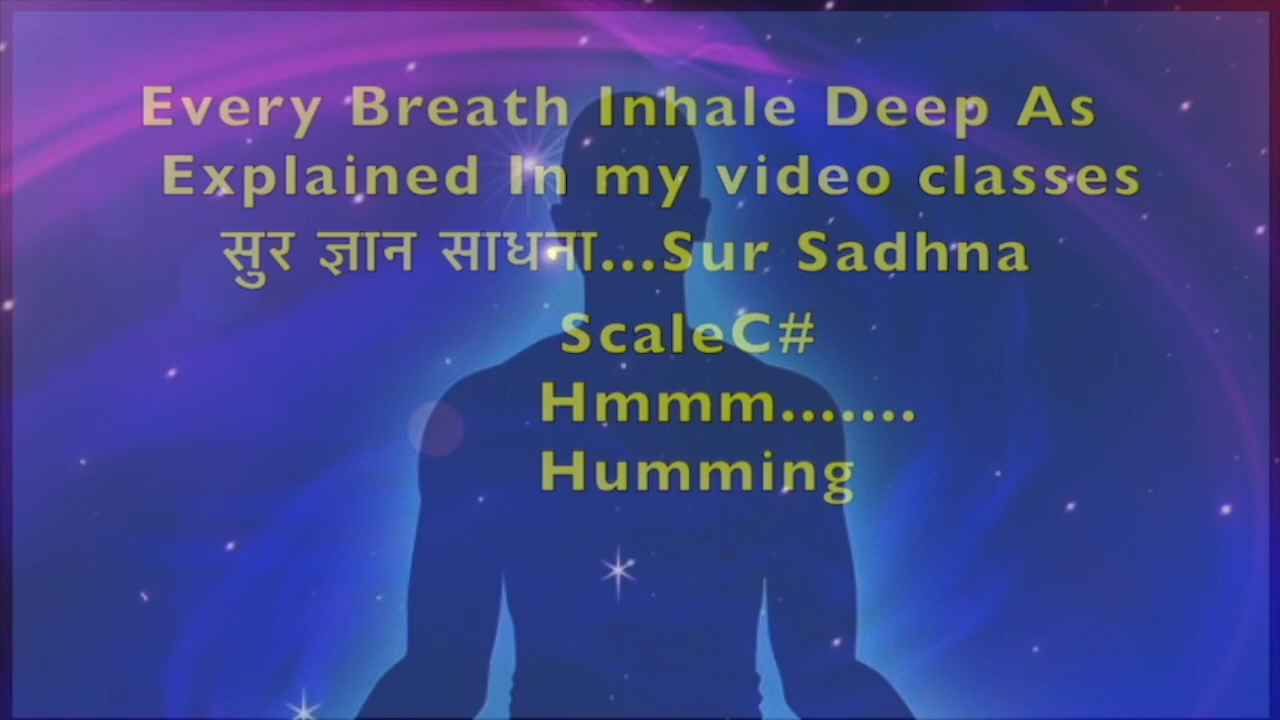 Every Breath Inhale Deep As
Explained In my video classes
सुर ज्ञान साधना...Sur Sadhna
ScaleC#
Hmmm.......
Humming